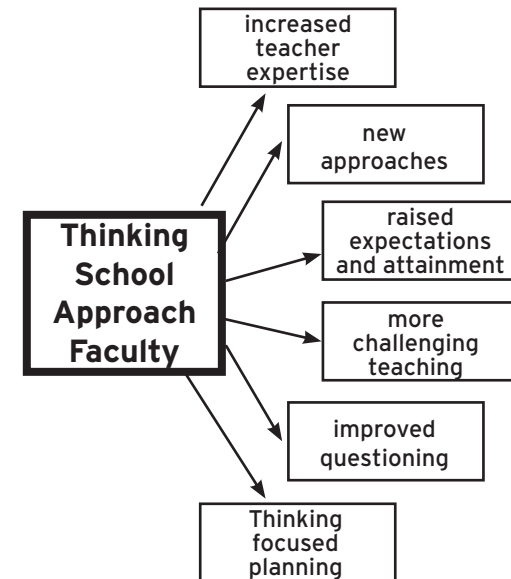 increased
teacher
expertise
new
approaches
raised
expectations
and attainment
Thinking
School
Approach
Faculty
more
challenging
teaching
improved
questioning
Thinking
focused
planning